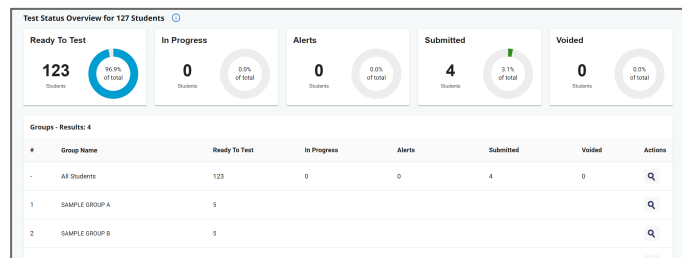 Test Status Overview for 127 Students
Ready To Test
123
Students
96.9%
of total
In Progress
0
Students
0.0%
of total
Alerts
0
Students
0.0%
of total
Submitted
4
Students
3.1%
of total
Voided
0
Students
0.0%
of total
Groups - Results: 4
# Group Name Ready To Test In Progress Alerts Submitted Voided Actions
- All Students 123 0 0 4 0
1 SAMPLE GROUP A 5
2 SAMPLE GROUP B 5